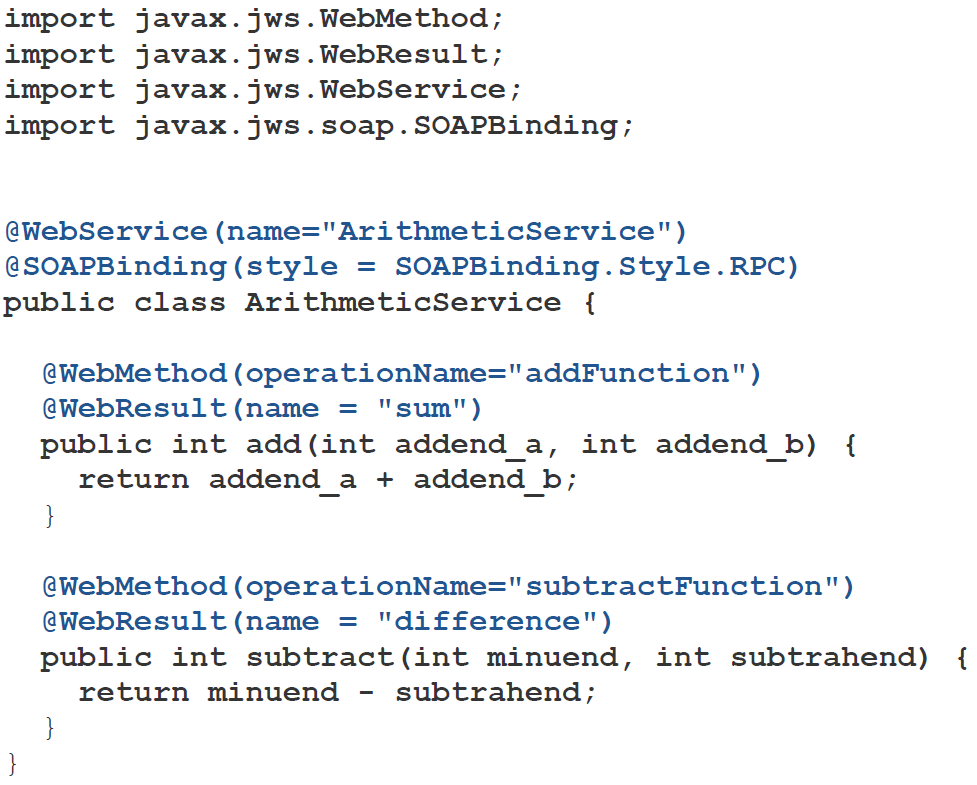 import javax.jws.WebMethod;
import javax.jws.WebResult;
import javax.jws.WebService;
import javax.jws.soap.SOAPBinding;
@WebService(name="ArithmeticService")
@SOAPBinding(style = SOAPBinding.Style.RPC)
public class ArithmeticService {
@WebMethod(operationName="addFunction")
@WebResult(name = "sum")
public int add(int addend_a, int addend_b) {
return addend_a + addend_b;
}
@WebMethod(operationName="subtractFunction")
@WebResult(name = "difference")
public int subtract(int minuend, int subtrahend) {
return minuend - subtrahend;
}
}